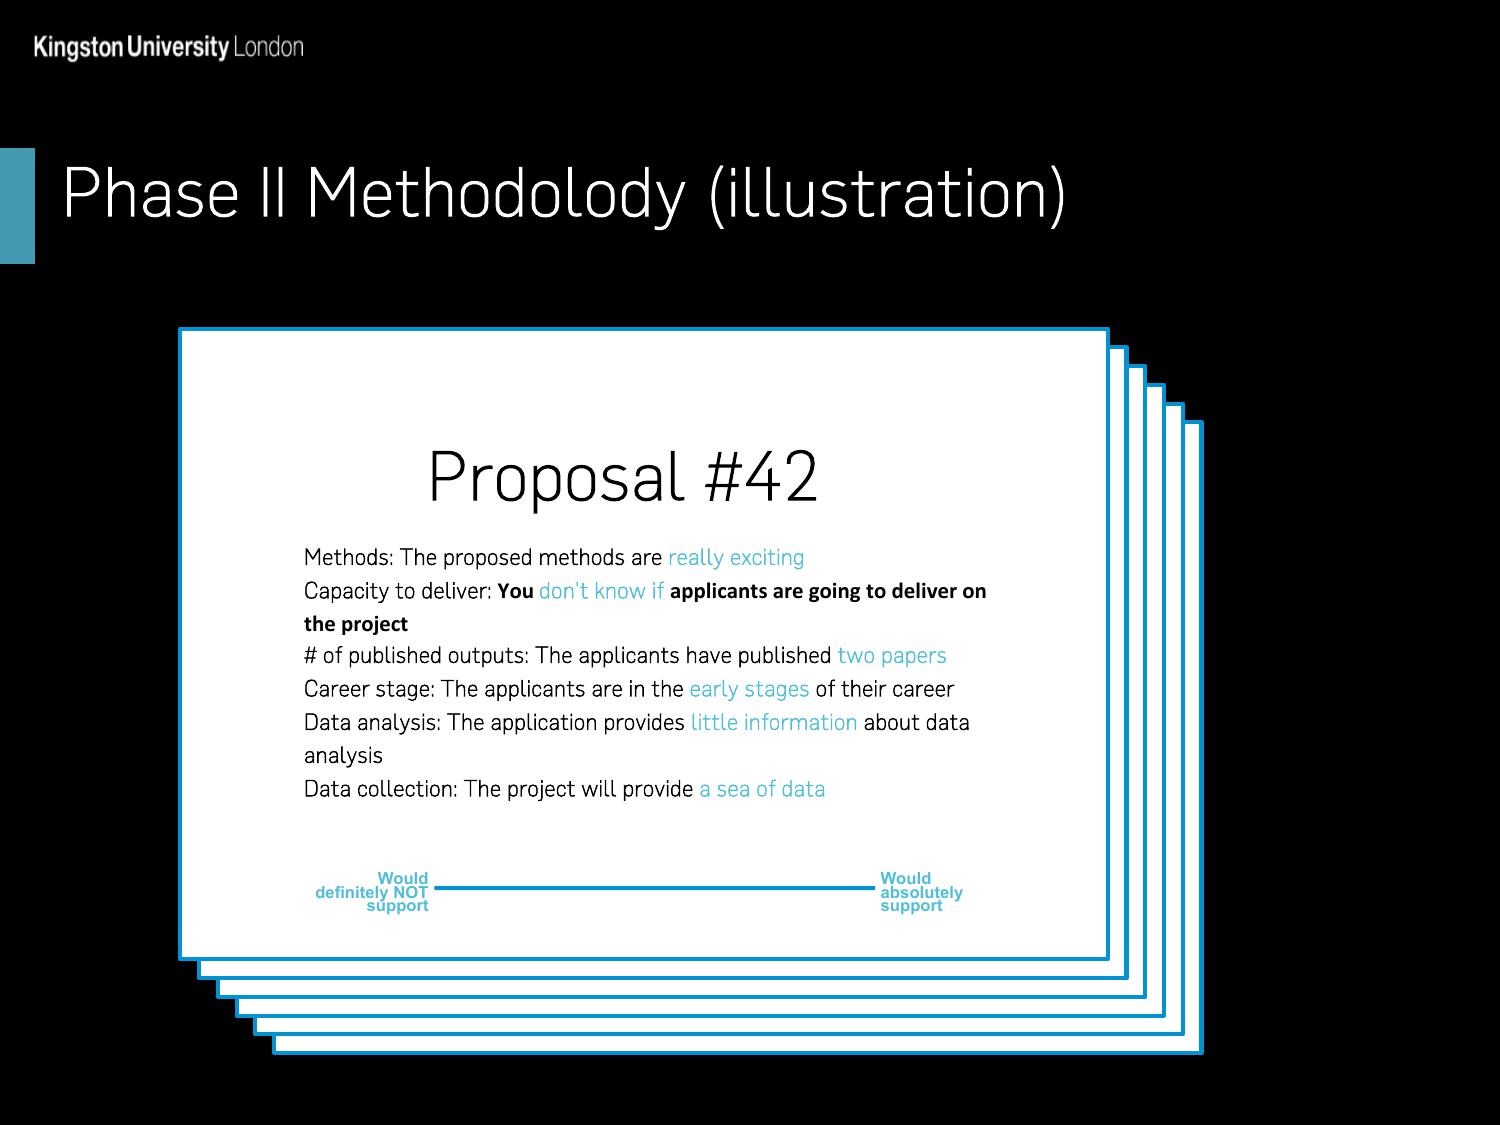 Kingston University London
Phase II Methodolody (illustration)
Proposal #42
Methods: The proposed methods are really exciting
Capacity to deliver: You don't know if applicants are going to deliver on
the project
# of published outputs: The applicants have published two papers
Career stage: The applicants are in the early stages of their career
Data analysis: The application provides little information about data
analysis
Data collection: The project will provide a sea of data
Would
definitely NOT
support
Would
absolutely
support